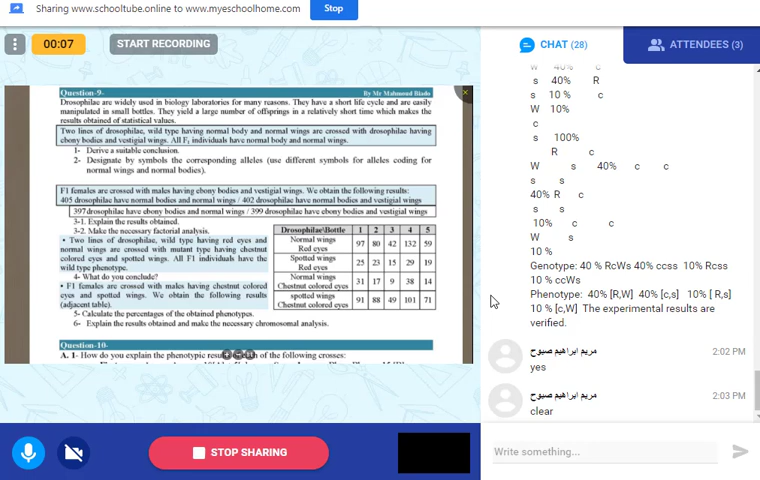 Sharing www.schooltube.online to www.myeschoolhome.com
Stop
00:07
START RECORDING
CHAT (28)
ATTENDEES (3)
Question-9-
By Mr Mahmoud Biado
Drosophilae are widely used in biology laboratories for many reasons. They have a short life cycle and are easily
manipulated in small bottles. They yield a large number of offsprings in a relatively short time which makes the
results obtained of statistical values.
Two lines of drosophilae, wild type having normal body and normal wings are crossed with drosophilae having
ebony bodies and vestigial wings. All F1 individuals have normal body and normal wings.
1- Derive a suitable conclusion.
2- Designate by symbols the corresponding alleles (use different symbols for alleles coding for
normal wings and normal bodies).
F1 females are crossed with males having ebony bodies and vestigial wings. We obtain the following results:
405 drosophilae have normal bodies and normal wings / 402 drosophilae have normal bodies and vestigial wings
397drosophilae have ebony bodies and normal wings / 399 drosophilae have ebony bodies and vestigial wings
3-1. Explain the results obtained.
3-2. Make the necessary factorial analysis.
• Two lines of drosophilae, wild type having red eyes and
normal wings are crossed with mutant type having chestnut
colored eyes and spotted wings. All F1 individuals have the
wild type phenotype.
4- What do you conclude?
• F1 females are crossed with males having chestnut colored
eyes and spotted wings. We obtain the following results
(adjacent table).
5- Calculate the percentages of the obtained phenotypes.
6- Explain the results obtained and make the necessary chromosomal analysis.
Drosophilae\Bottle 1 2 3 4 5
Normal wings
Red eyes 97 80 42 132 59
Spotted wings
Red eyes 25 23 15 29 19
Normal wings
Chestnut colored eyes 31 17 9 38 14
spotted wings
Chestnut colored eyes 91 88 49 101 71
Question-10-
A. 1- How do you explain the phenotypic results of each of the following crosses:
STOP SHARING
W 40% c
s 40% R
s 10 % c
W 10%
c
s 100%
R c
W s 40% c c
s s
40% R c
s s
10% c c
W s
10 %
Genotype: 40 % RcWs 40% ccss 10% Rcss
10 % ccWs
Phenotype: 40% [R,W] 40% [c,s] 10% [ R,s]
10 % [c,W] The experimental results are
verified.
مريم ابراهيم صبوح 2:02 PM
yes
مريم ابراهيم صبوح 2:03 PM
clear
Write something...